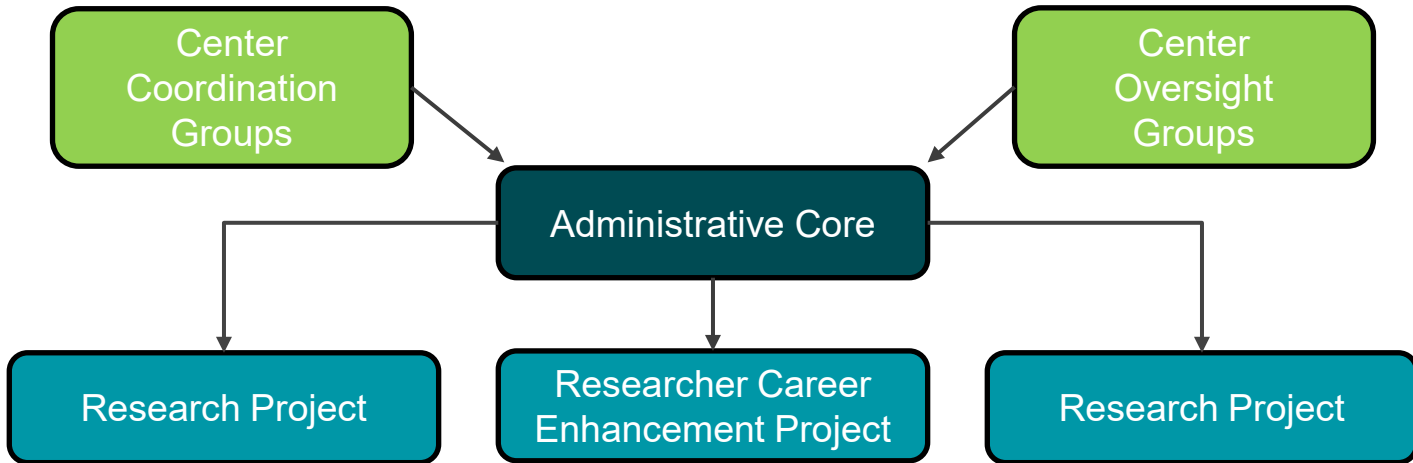 Center
Coordination
Groups
Center
Oversight
Groups
Administrative Core
Research Project
Researcher Career
Enhancement Project
Research Project